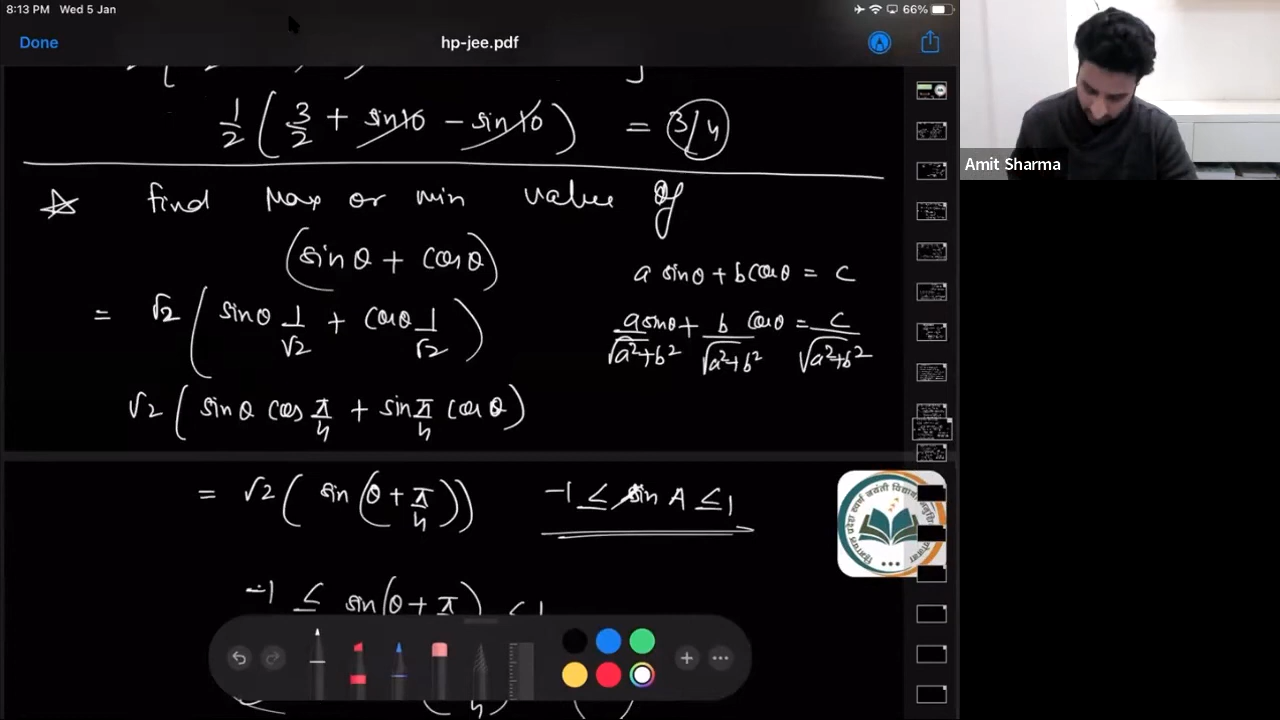 8:13 PM Wed 5 Jan
66%
Done
hp-jee.pdf
Amit Sharma
1/2 ( 3/2 + sin10 - sin10 ) = 3/4
find Max or min value of
(sinθ + cosθ)
= √2 ( sinθ 1/√2 + cosθ 1/√2 )
√2 ( sinθ cos π/4 + sin π/4 cosθ )
a sinθ + b cosθ = c
a sinθ/√a²+b² + b/√a²+b² cosθ = c/√a²+b²
= √2 ( sin (θ + π/4) )
-1 ≤ sin A ≤ 1
-1 ≤ sin(θ + π